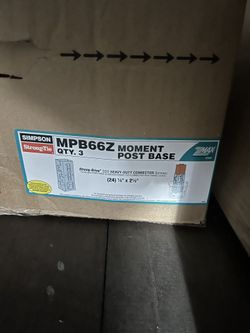 SIMPSON
Strong-Tie
MPB66Z MOMENT
QTY. 3 POST BASE
ZMAX
Strong-Drive SDS HEAVY-DUTY CONNECTOR Screws
(24) ¼" x 2½"